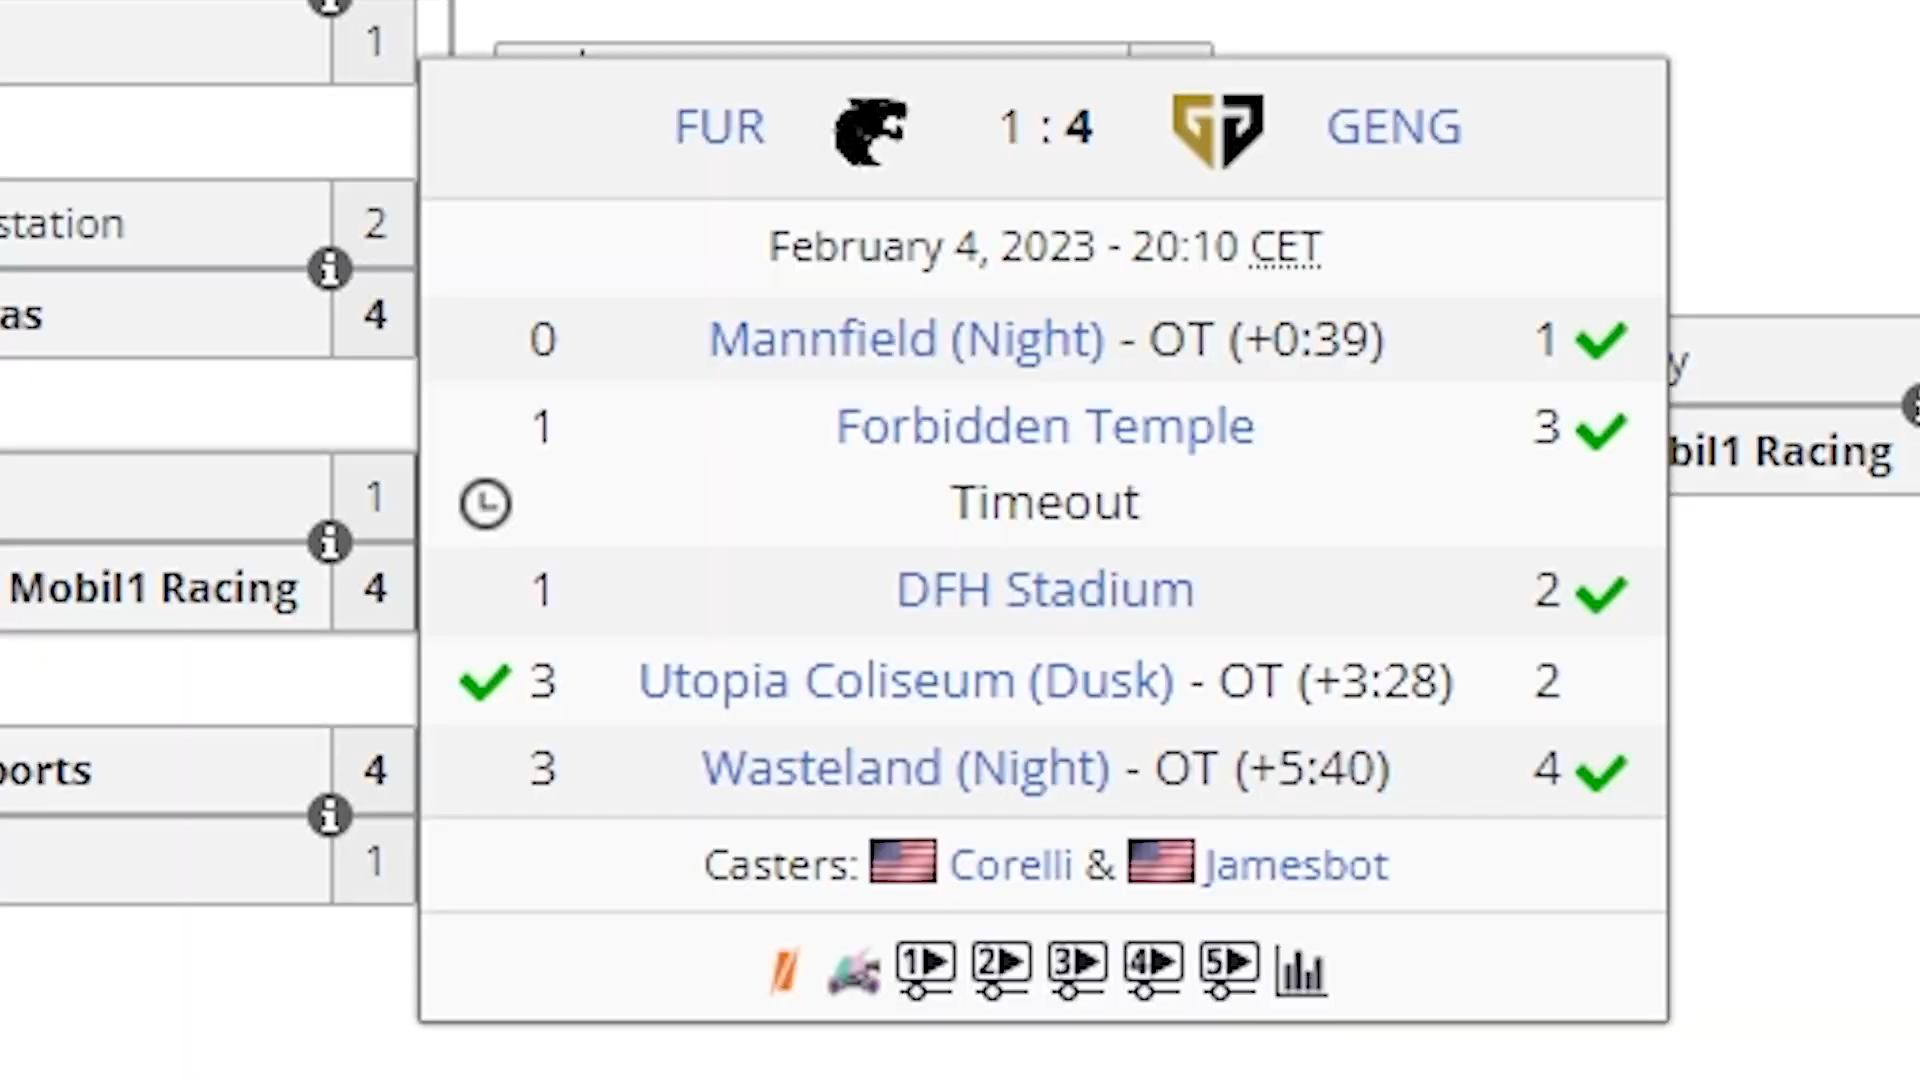 1
FUR 1 : 4 GENG
station 2
February 4, 2023 - 20:10 CET
as 4
0 Mannfield (Night) - OT (+0:39) 1
y
1 Forbidden Temple 3
bil1 Racing
1
Timeout
Mobil1 Racing 4
1 DFH Stadium 2
3 Utopia Coliseum (Dusk) - OT (+3:28) 2
ports 4
3 Wasteland (Night) - OT (+5:40) 4
1
Casters: Corelli & Jamesbot
1 2 3 4 5